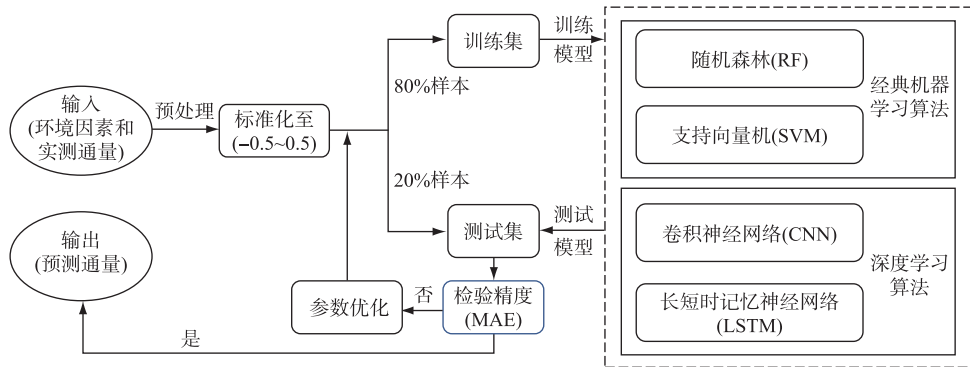 输入
(环境因素和
实测通量)
预处理
标准化至
(−0.5~0.5)
80%样本
20%样本
训练集
训练
模型
随机森林(RF)
支持向量机(SVM)
经典机器
学习算法
测试集
测试
模型
卷积神经网络(CNN)
长短时记忆神经网络
(LSTM)
深度学习
算法
检验精度
(MAE)
否
参数优化
是
输出
(预测通量)